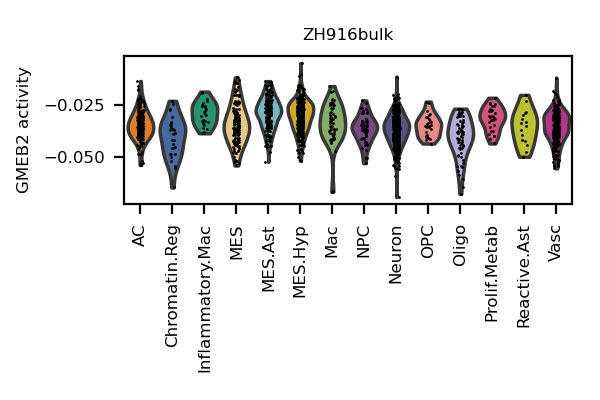 ZH916bulk
GMEB2 activity
−0.025
−0.050
AC
Chromatin.Reg
Inflammatory.Mac
MES
MES.Ast
MES.Hyp
Mac
NPC
Neuron
OPC
Oligo
Prolif.Metab
Reactive.Ast
Vasc